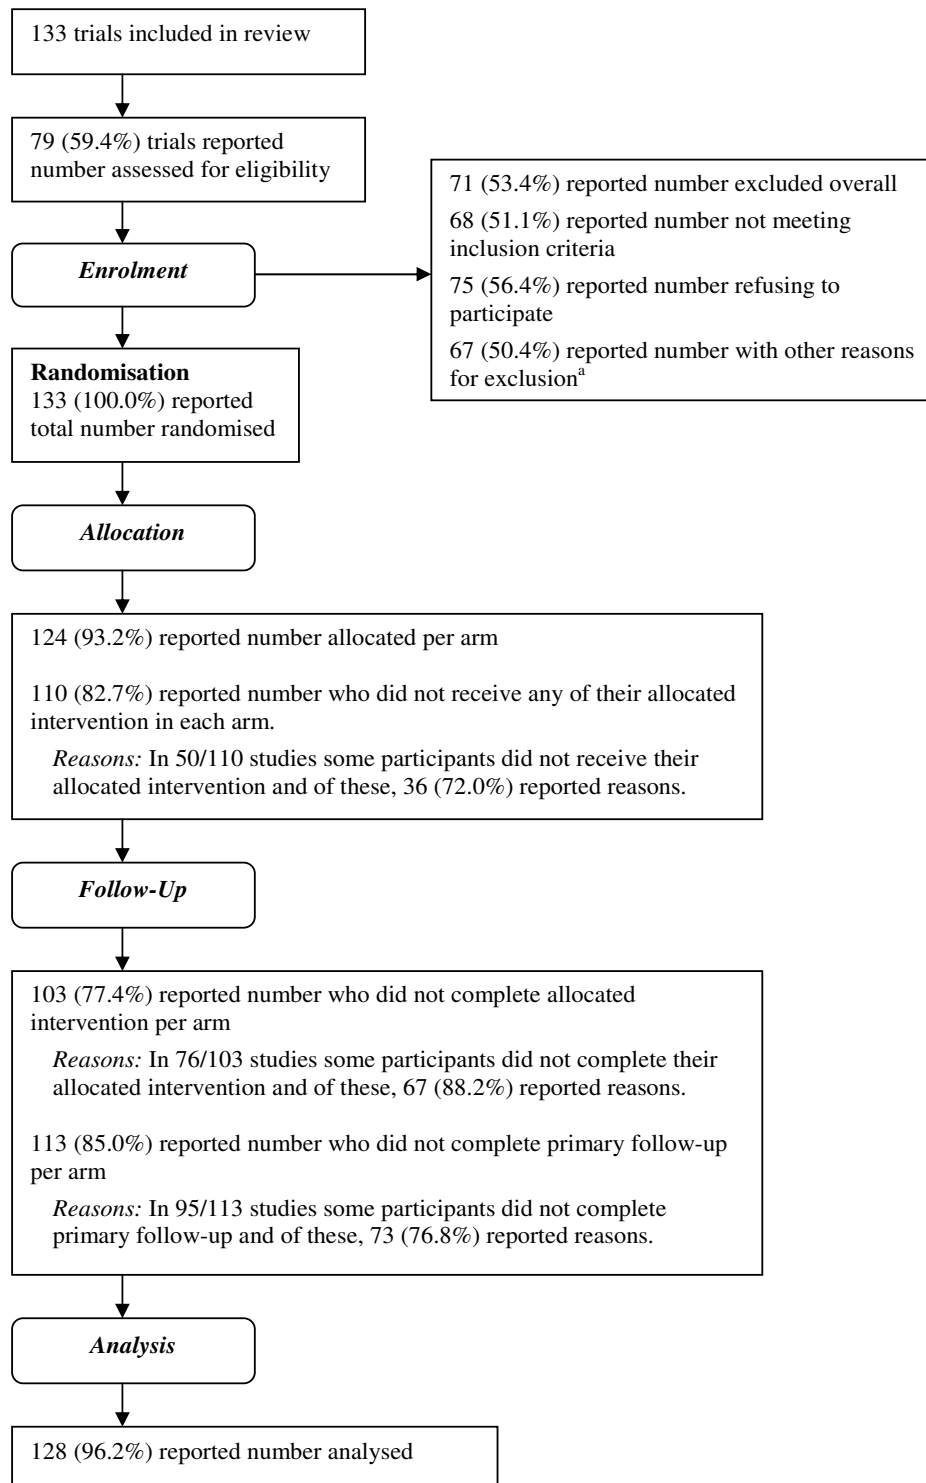 133 trials included in review
79 (59.4%) trials reported
number assessed for eligibility
71 (53.4%) reported number excluded overall
68 (51.1%) reported number not meeting
inclusion criteria
75 (56.4%) reported number refusing to
participate
67 (50.4%) reported number with other reasons
for exclusionᵃ
Enrolment
Randomisation
133 (100.0%) reported
total number randomised
Allocation
124 (93.2%) reported number allocated per arm
110 (82.7%) reported number who did not receive any of their allocated
intervention in each arm.
Reasons: In 50/110 studies some participants did not receive their
allocated intervention and of these, 36 (72.0%) reported reasons.
Follow-Up
103 (77.4%) reported number who did not complete allocated
intervention per arm
Reasons: In 76/103 studies some participants did not complete their
allocated intervention and of these, 67 (88.2%) reported reasons.
113 (85.0%) reported number who did not complete primary follow-up
per arm
Reasons: In 95/113 studies some participants did not complete
primary follow-up and of these, 73 (76.8%) reported reasons.
Analysis
128 (96.2%) reported number analysed